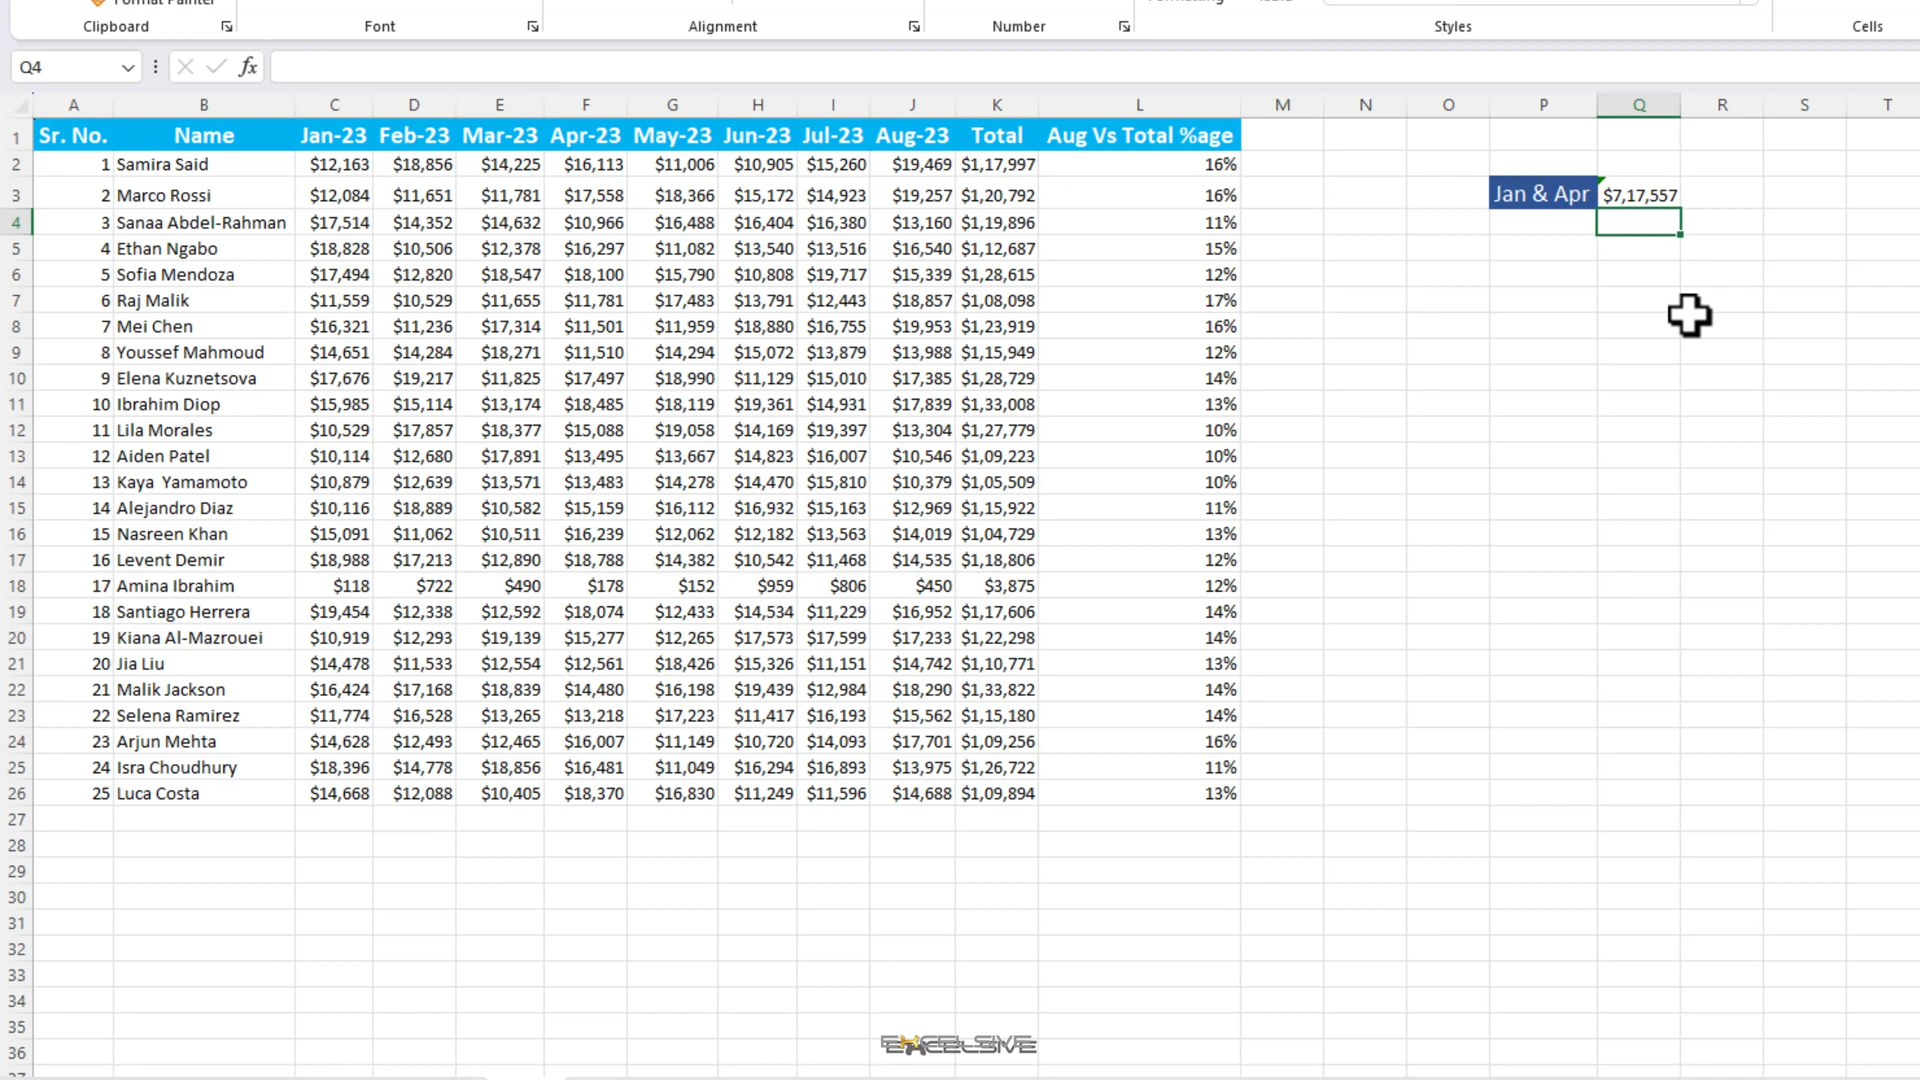 Format Painter
Clipboard Font Alignment Number Styles Cells
Q4 fx
A B C D E F G H I J K L M N O P Q R S T
1 Sr. No. Name Jan-23 Feb-23 Mar-23 Apr-23 May-23 Jun-23 Jul-23 Aug-23 Total Aug Vs Total %age
2 1 Samira Said $12,163 $18,856 $14,225 $16,113 $11,006 $10,905 $15,260 $19,469 $1,17,997 16%
3 2 Marco Rossi $12,084 $11,651 $11,781 $17,558 $18,366 $15,172 $14,923 $19,257 $1,20,792 16% Jan & Apr $7,17,557
4 3 Sanaa Abdel-Rahman $17,514 $14,352 $14,632 $10,966 $16,488 $16,404 $16,380 $13,160 $1,19,896 11%
5 4 Ethan Ngabo $18,828 $10,506 $12,378 $16,297 $11,082 $13,540 $13,516 $16,540 $1,12,687 15%
6 5 Sofia Mendoza $17,494 $12,820 $18,547 $18,100 $15,790 $10,808 $19,717 $15,339 $1,28,615 12%
7 6 Raj Malik $11,559 $10,529 $11,655 $11,781 $17,483 $13,791 $12,443 $18,857 $1,08,098 17%
8 7 Mei Chen $16,321 $11,236 $17,314 $11,501 $11,959 $18,880 $16,755 $19,953 $1,23,919 16%
9 8 Youssef Mahmoud $14,651 $14,284 $18,271 $11,510 $14,294 $15,072 $13,879 $13,988 $1,15,949 12%
10 9 Elena Kuznetsova $17,676 $19,217 $11,825 $17,497 $18,990 $11,129 $15,010 $17,385 $1,28,729 14%
11 10 Ibrahim Diop $15,985 $15,114 $13,174 $18,485 $18,119 $19,361 $14,931 $17,839 $1,33,008 13%
12 11 Lila Morales $10,529 $17,857 $18,377 $15,088 $19,058 $14,169 $19,397 $13,304 $1,27,779 10%
13 12 Aiden Patel $10,114 $12,680 $17,891 $13,495 $13,667 $14,823 $16,007 $10,546 $1,09,223 10%
14 13 Kaya  Yamamoto $10,879 $12,639 $13,571 $13,483 $14,278 $14,470 $15,810 $10,379 $1,05,509 10%
15 14 Alejandro Diaz $10,116 $18,889 $10,582 $15,159 $16,112 $16,932 $15,163 $12,969 $1,15,922 11%
16 15 Nasreen Khan $15,091 $11,062 $10,511 $16,239 $12,062 $12,182 $13,563 $14,019 $1,04,729 13%
17 16 Levent Demir $18,988 $17,213 $12,890 $18,788 $14,382 $10,542 $11,468 $14,535 $1,18,806 12%
18 17 Amina Ibrahim $118 $722 $490 $178 $152 $959 $806 $450 $3,875 12%
19 18 Santiago Herrera $19,454 $12,338 $12,592 $18,074 $12,433 $14,534 $11,229 $16,952 $1,17,606 14%
20 19 Kiana Al-Mazrouei $10,919 $12,293 $19,139 $15,277 $12,265 $17,573 $17,599 $17,233 $1,22,298 14%
21 20 Jia Liu $14,478 $11,533 $12,554 $12,561 $18,426 $15,326 $11,151 $14,742 $1,10,771 13%
22 21 Malik Jackson $16,424 $17,168 $18,839 $14,480 $16,198 $19,439 $12,984 $18,290 $1,33,822 14%
23 22 Selena Ramirez $11,774 $16,528 $13,265 $13,218 $17,223 $11,417 $16,193 $15,562 $1,15,180 14%
24 23 Arjun Mehta $14,628 $12,493 $12,465 $16,007 $11,149 $10,720 $14,093 $17,701 $1,09,256 16%
25 24 Isra Choudhury $18,396 $14,778 $18,856 $16,481 $11,049 $16,294 $16,893 $13,975 $1,26,722 11%
26 25 Luca Costa $14,668 $12,088 $10,405 $18,370 $16,830 $11,249 $11,596 $14,688 $1,09,894 13%
27
28
29
30
31
32
33
34
35
36
EXCELSIVE